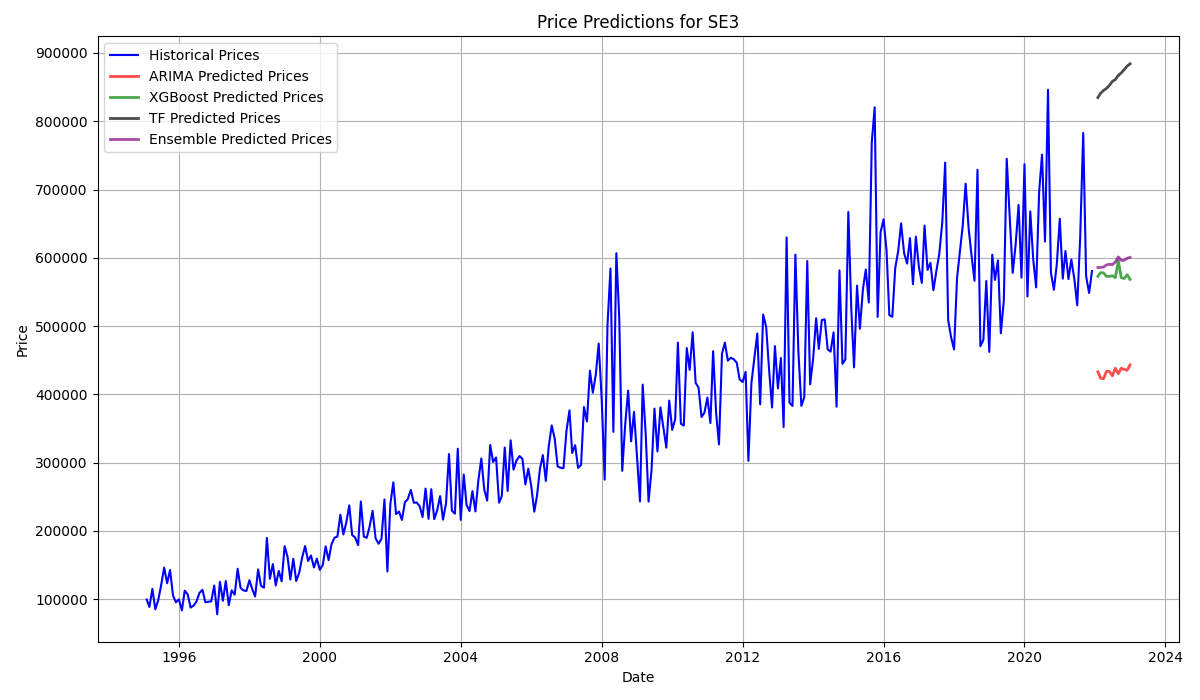 Price Predictions for SE3
Historical Prices
ARIMA Predicted Prices
XGBoost Predicted Prices
TF Predicted Prices
Ensemble Predicted Prices
900000
800000
700000
600000
500000
400000
300000
200000
100000
Price
1996
2000
2004
2008
2012
2016
2020
2024
Date